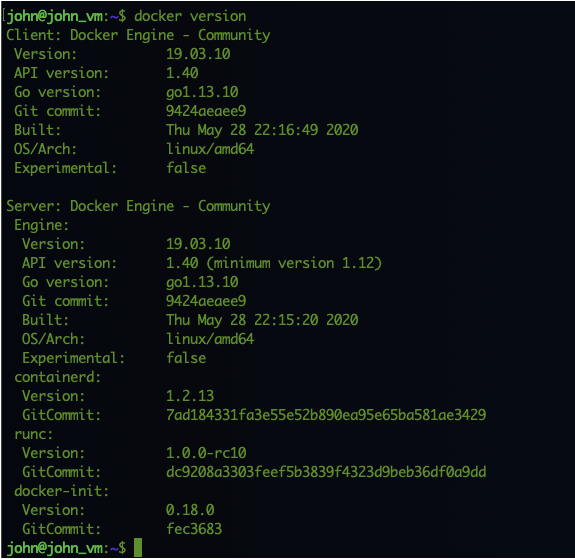 [john@john_vm:~$ docker version
Client: Docker Engine - Community
 Version:           19.03.10
 API version:       1.40
 Go version:        go1.13.10
 Git commit:        9424aeaee9
 Built:             Thu May 28 22:16:49 2020
 OS/Arch:           linux/amd64
 Experimental:      false

Server: Docker Engine - Community
 Engine:
  Version:          19.03.10
  API version:      1.40 (minimum version 1.12)
  Go version:       go1.13.10
  Git commit:       9424aeaee9
  Built:            Thu May 28 22:15:20 2020
  OS/Arch:          linux/amd64
  Experimental:     false
 containerd:
  Version:          1.2.13
  GitCommit:        7ad184331fa3e55e52b890ea95e65ba581ae3429
 runc:
  Version:          1.0.0-rc10
  GitCommit:        dc9208a3303feef5b3839f4323d9beb36df0a9dd
 docker-init:
  Version:          0.18.0
  GitCommit:        fec3683
john@john_vm:~$